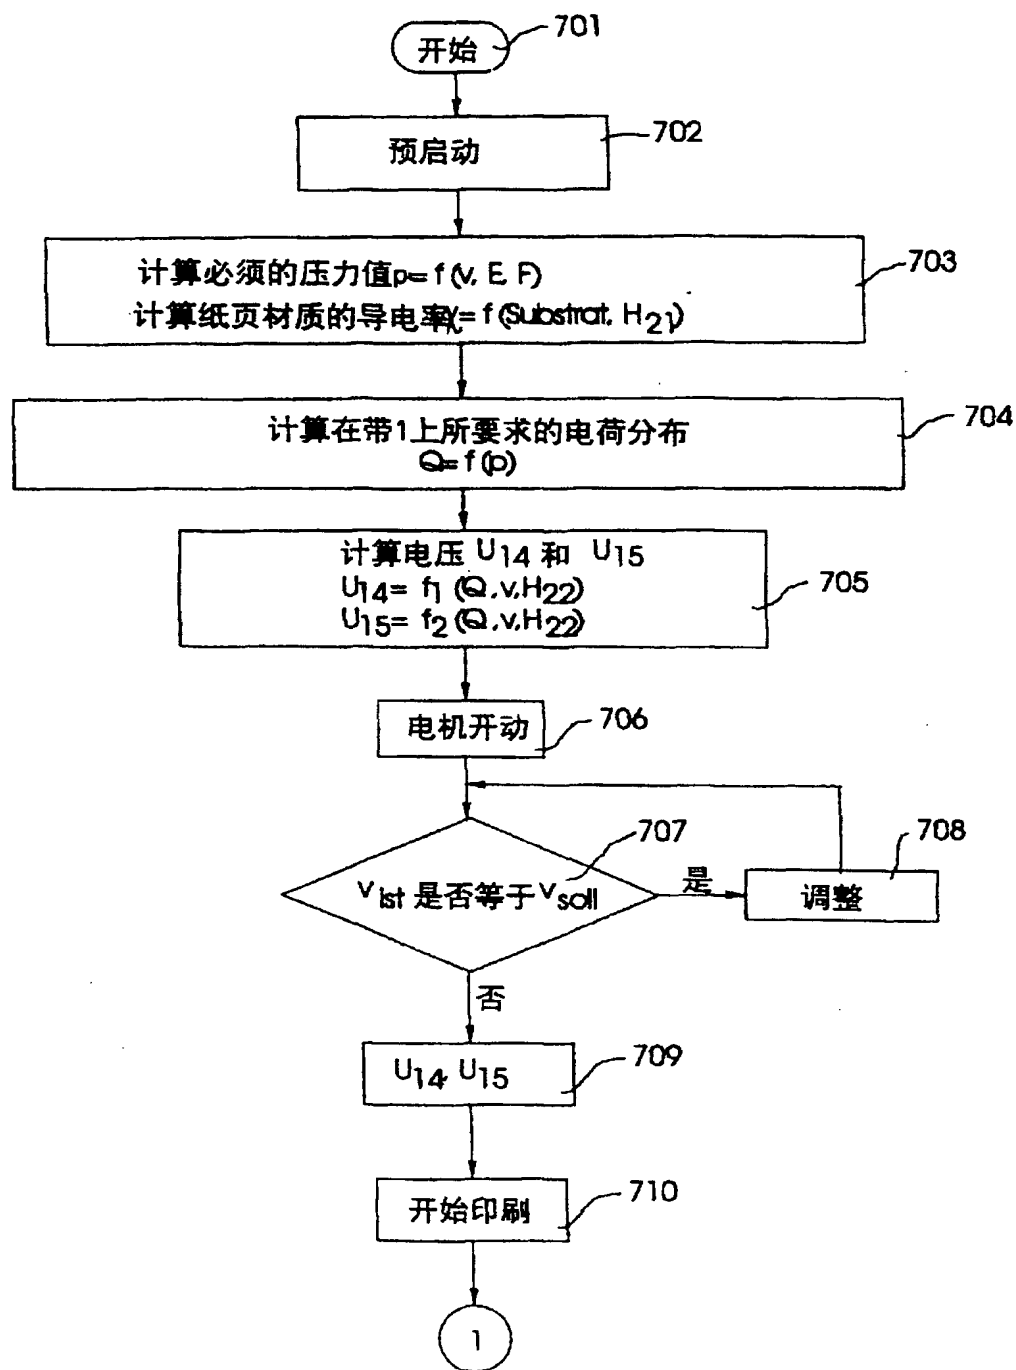 开始
701
预启动
702
计算必须的压力值p=f(v,E,F)
计算纸页材质的导电率χ=f(Substrat,H21)
703
计算在带1上所要求的电荷分布
Q=f(p)
704
计算电压 U14 和 U15
U14= f1(Q,v,H22)
U15= f2(Q,v,H22)
705
电机开动
706
vist 是否等于 vsoll
707
是
调整
708
否
U14, U15
709
开始印刷
710
1